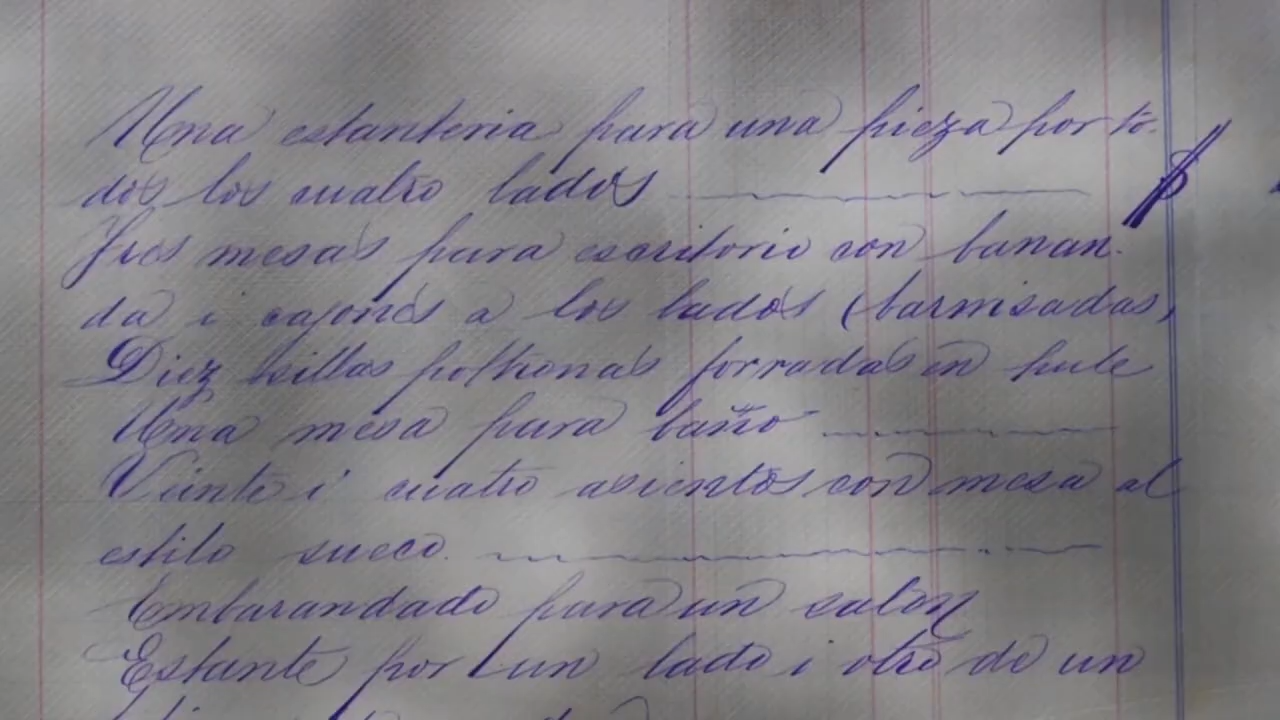 Una estanteria para una pieza por to-
dos los cuatro lados $
Tres mesas para escritorio con baran-
da i cajones a los lados (barnisadas,
Diez sillas poltronas forradas en hule
Una mesa para baño
Veinte i cuatro asientos con mesa al
estilo sueco.
Embarandado para un salon
Estante por un lado i otro de un